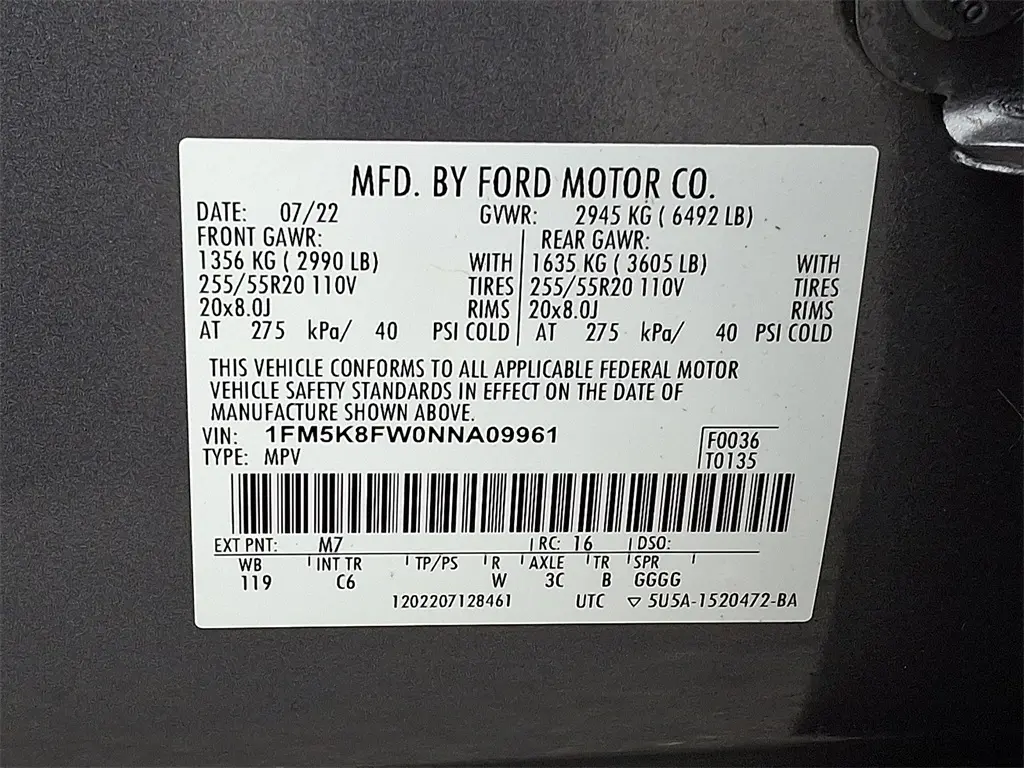 MFD. BY FORD MOTOR CO.
DATE: 07/22 GVWR: 2945 KG ( 6492 LB)
FRONT GAWR: REAR GAWR:
1356 KG ( 2990 LB) WITH 1635 KG ( 3605 LB) WITH
255/55R20 110V TIRES 255/55R20 110V TIRES
20x8.0J RIMS 20x8.0J RIMS
AT 275 kPa/ 40 PSI COLD AT 275 kPa/ 40 PSI COLD
THIS VEHICLE CONFORMS TO ALL APPLICABLE FEDERAL MOTOR
VEHICLE SAFETY STANDARDS IN EFFECT ON THE DATE OF
MANUFACTURE SHOWN ABOVE.
VIN: 1FM5K8FW0NNA09961 F0036
TYPE: MPV T0135
EXT PNT: M7 RC: 16 DSO:
WB INT TR TP/PS R AXLE TR SPR
119 C6 W 3C B GGGG
1202207128461 UTC ▽ 5U5A-1520472-BA